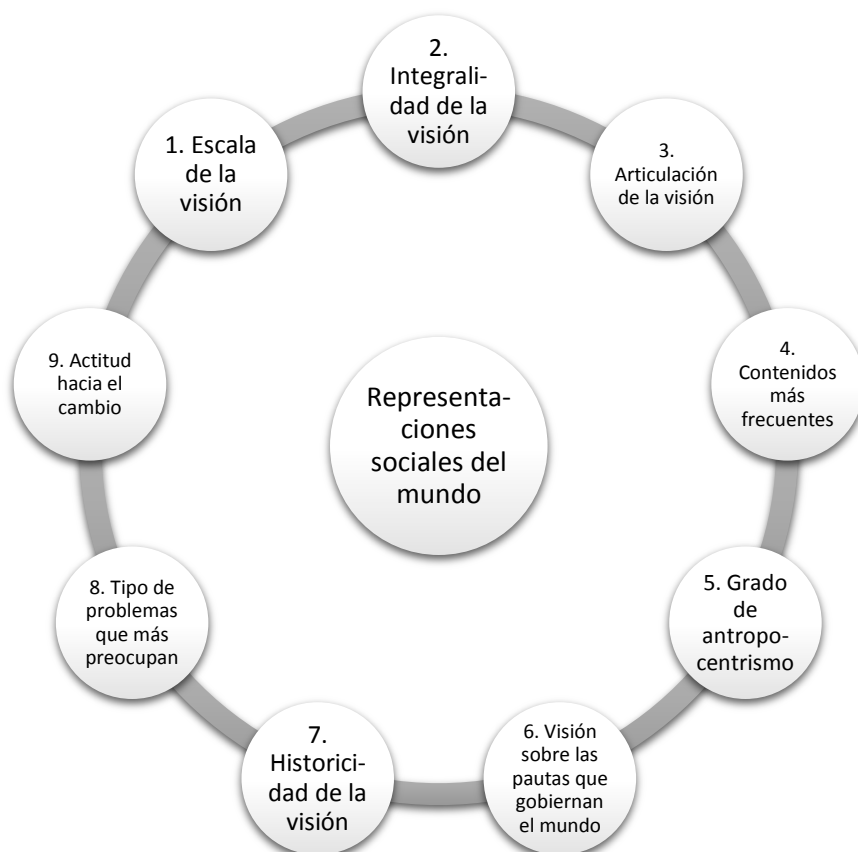 1. Escala
de la
visión
2.
Integrali-
dad de la
visión
3.
Articulación
de la visión
4.
Contenidos
más
frecuentes
5. Grado
de
antropo-
centrismo
6. Visión
sobre las
pautas que
gobiernan
el mundo
7.
Historici-
dad de la
visión
8. Tipo de
problemas
que más
preocupan
9. Actitud
hacia el
cambio
Representa-
ciones
sociales del
mundo